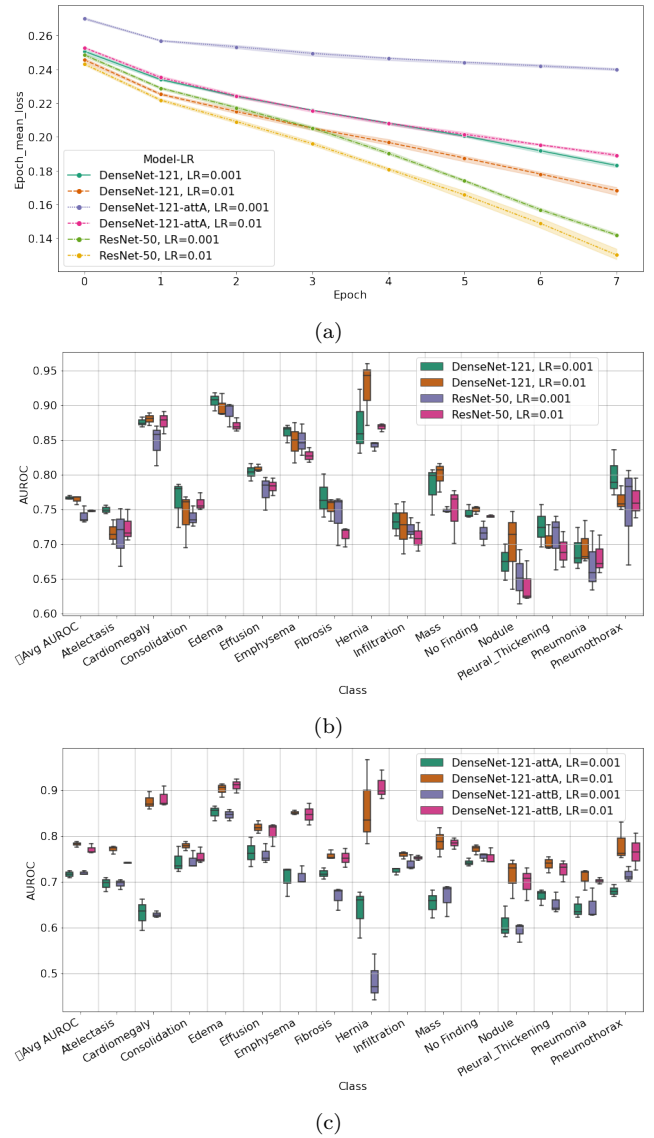 0.26
0.24
0.22
0.20
0.18
0.16
0.14
Epoch_mean_loss
Model-LR
DenseNet-121, LR=0.001
DenseNet-121, LR=0.01
DenseNet-121-attA, LR=0.001
DenseNet-121-attA, LR=0.01
ResNet-50, LR=0.001
ResNet-50, LR=0.01
0 1 2 3 4 5 6 7
Epoch
(a)
0.95
0.90
0.85
0.80
0.75
0.70
0.65
0.60
AUROC
DenseNet-121, LR=0.001
DenseNet-121, LR=0.01
ResNet-50, LR=0.001
ResNet-50, LR=0.01
▯Avg AUROC
Atelectasis
Cardiomegaly
Consolidation
Edema
Effusion
Emphysema
Fibrosis
Hernia
Infiltration
Mass
No Finding
Nodule
Pleural_Thickening
Pneumonia
Pneumothorax
Class
(b)
0.9
0.8
0.7
0.6
0.5
AUROC
DenseNet-121-attA, LR=0.001
DenseNet-121-attA, LR=0.01
DenseNet-121-attB, LR=0.001
DenseNet-121-attB, LR=0.01
▯Avg AUROC
Atelectasis
Cardiomegaly
Consolidation
Edema
Effusion
Emphysema
Fibrosis
Hernia
Infiltration
Mass
No Finding
Nodule
Pleural_Thickening
Pneumonia
Pneumothorax
Class
(c)